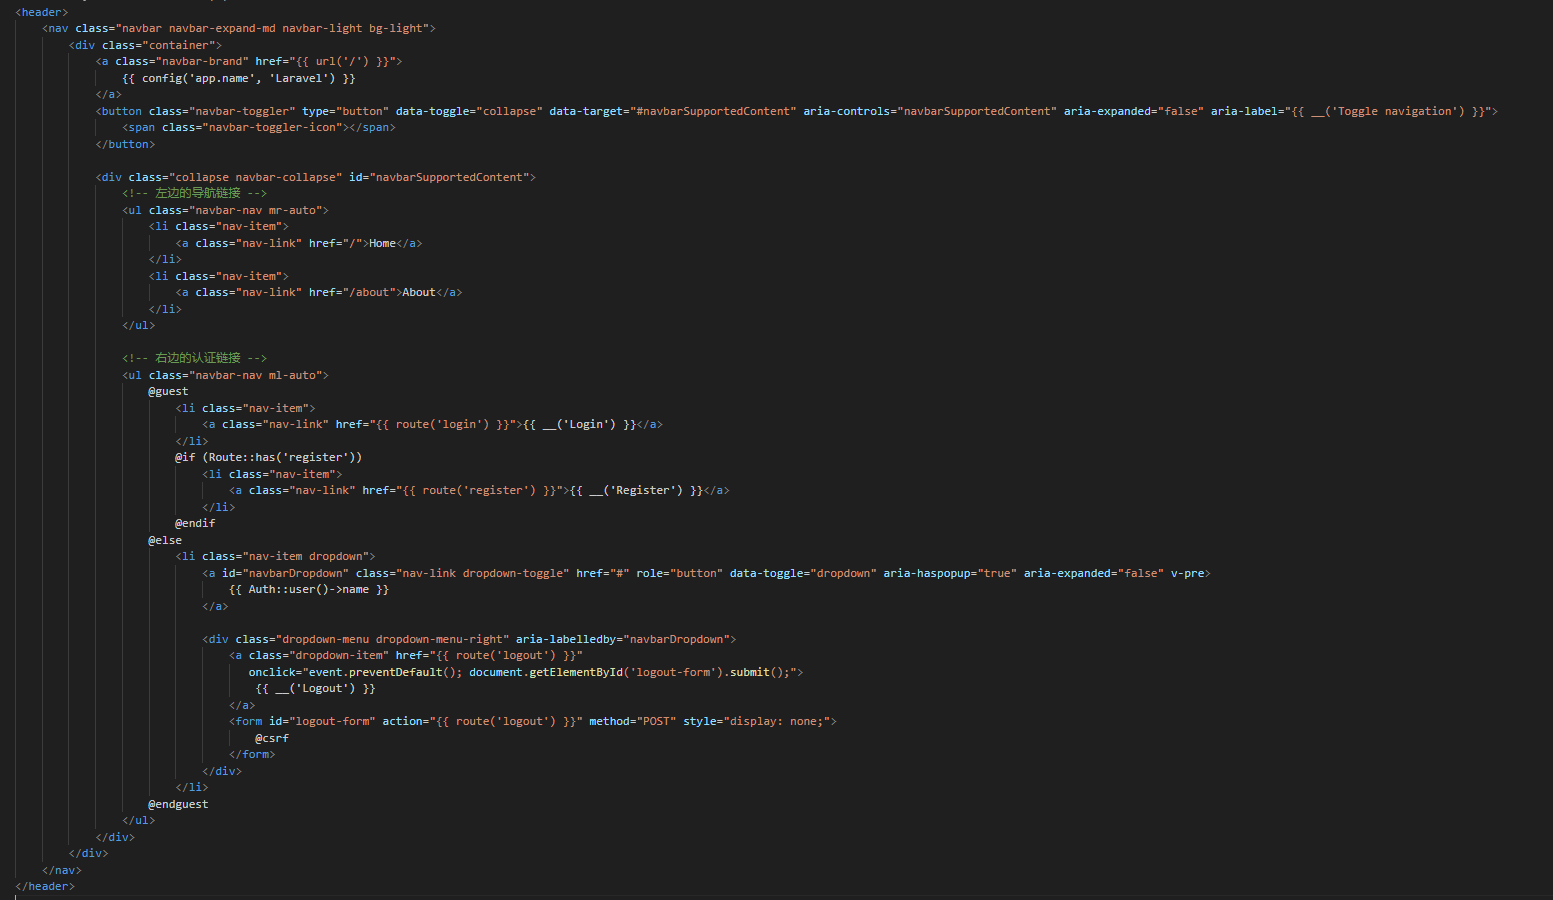 <header>
<nav class="navbar navbar-expand-md navbar-light bg-light">
<div class="container">
<a class="navbar-brand" href="{{ url('/') }}">
{{ config('app.name', 'Laravel') }}
</a>
<button class="navbar-toggler" type="button" data-toggle="collapse" data-target="#navbarSupportedContent" aria-controls="navbarSupportedContent" aria-expanded="false" aria-label="{{ __('Toggle navigation') }}">
<span class="navbar-toggler-icon"></span>
</button>
<div class="collapse navbar-collapse" id="navbarSupportedContent">
<!-- 左边的导航链接 -->
<ul class="navbar-nav mr-auto">
<li class="nav-item">
<a class="nav-link" href="/">Home</a>
</li>
<li class="nav-item">
<a class="nav-link" href="/about">About</a>
</li>
</ul>
<!-- 右边的认证链接 -->
<ul class="navbar-nav ml-auto">
@guest
<li class="nav-item">
<a class="nav-link" href="{{ route('login') }}">{{ __('Login') }}</a>
</li>
@if (Route::has('register'))
<li class="nav-item">
<a class="nav-link" href="{{ route('register') }}">{{ __('Register') }}</a>
</li>
@endif
@else
<li class="nav-item dropdown">
<a id="navbarDropdown" class="nav-link dropdown-toggle" href="#" role="button" data-toggle="dropdown" aria-haspopup="true" aria-expanded="false" v-pre>
{{ Auth::user()->name }}
</a>
<div class="dropdown-menu dropdown-menu-right" aria-labelledby="navbarDropdown">
<a class="dropdown-item" href="{{ route('logout') }}"
onclick="event.preventDefault(); document.getElementById('logout-form').submit();">
{{ __('Logout') }}
</a>
<form id="logout-form" action="{{ route('logout') }}" method="POST" style="display: none;">
@csrf
</form>
</div>
</li>
@endguest
</ul>
</div>
</div>
</nav>
</header>